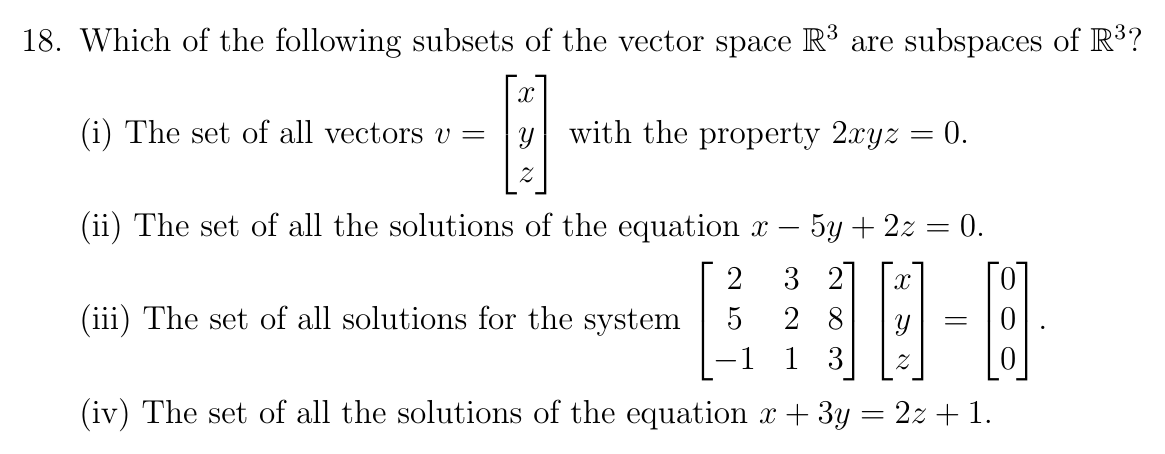 18. Which of the following subsets of the vector space ℝ³ are subspaces of ℝ³?
(i) The set of all vectors v = [x y z] with the property 2xyz = 0.
(ii) The set of all the solutions of the equation x − 5y + 2z = 0.
(iii) The set of all solutions for the system [2 3 2; 5 2 8; −1 1 3] [x y z] = [0 0 0].
(iv) The set of all the solutions of the equation x + 3y = 2z + 1.